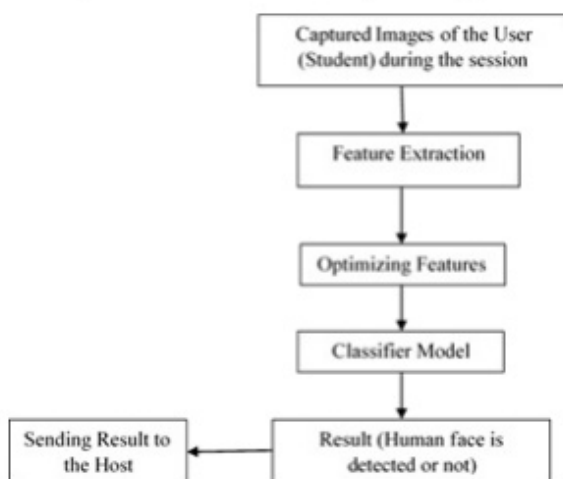 Captured Images of the User
(Student) during the session
Feature Extraction
Optimizing Features
Classifier Model
Result (Human face is
detected or not)
Sending Result to
the Host